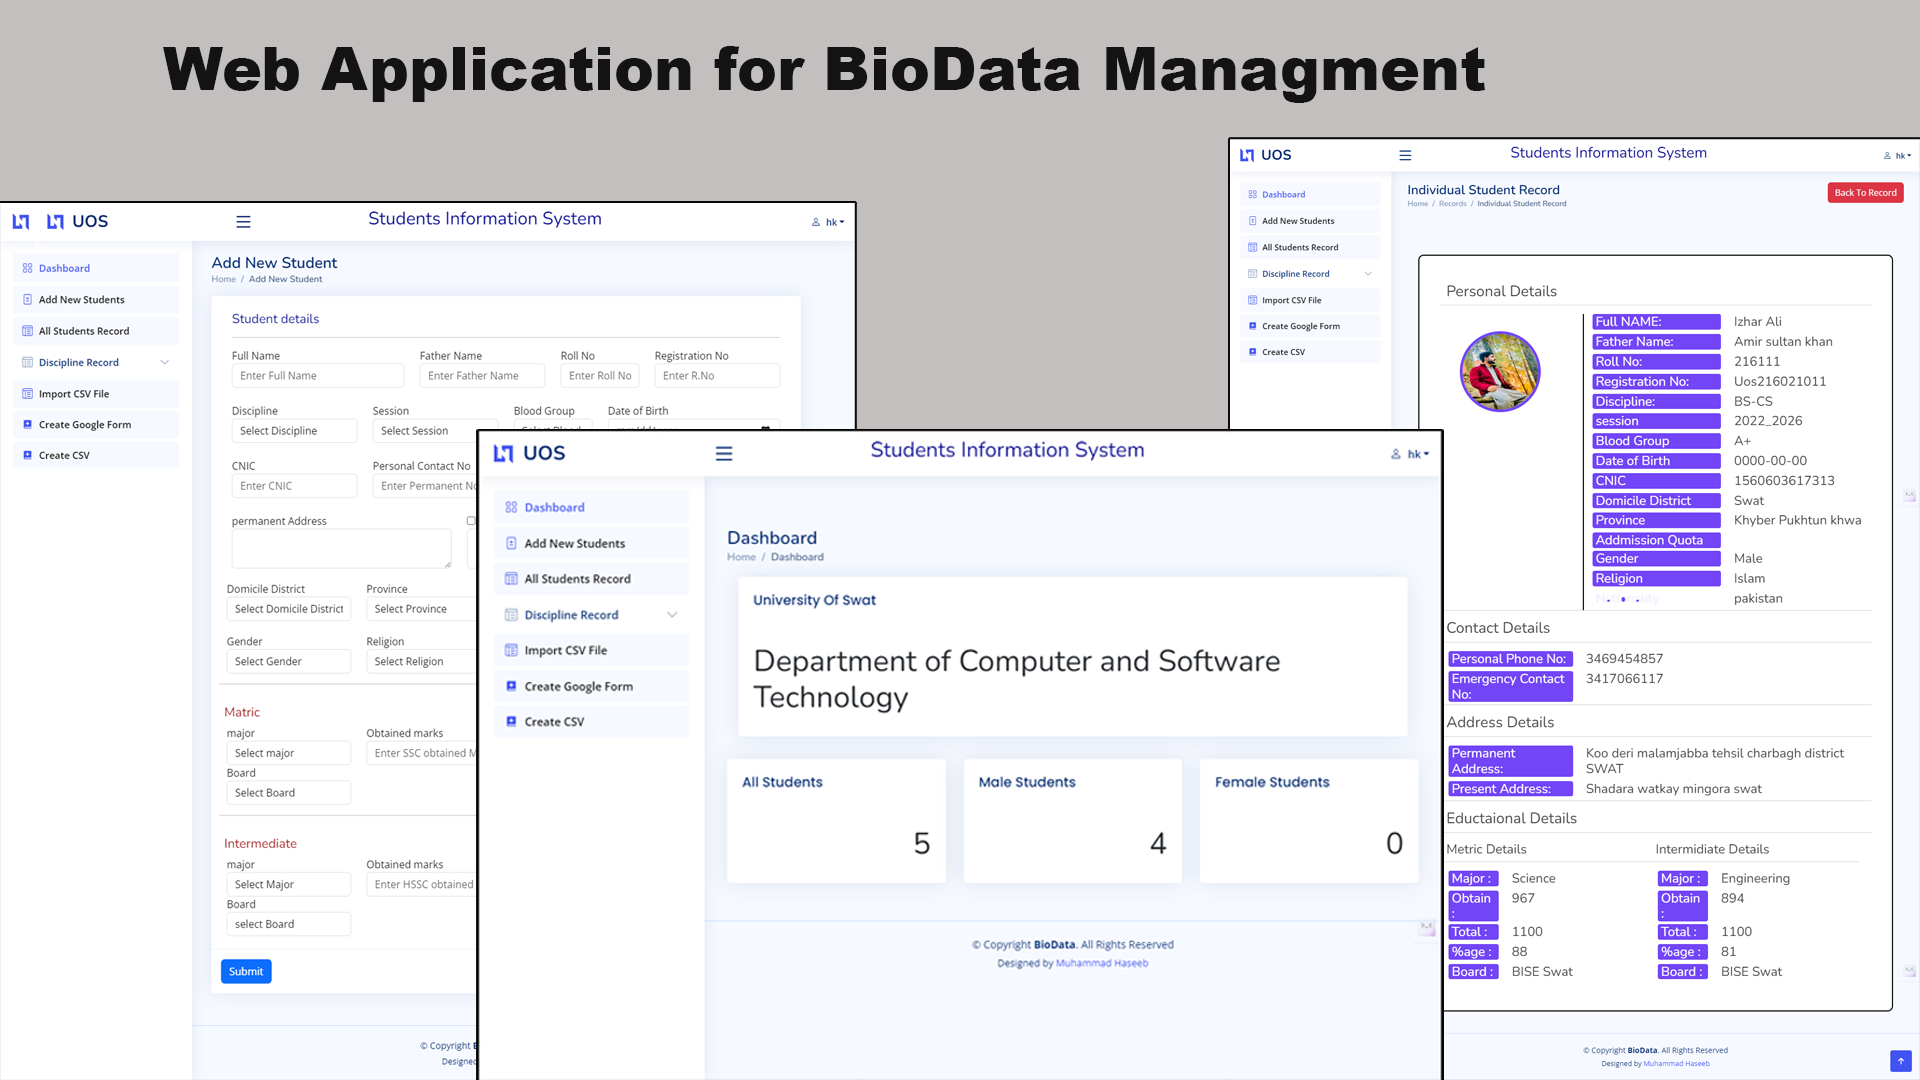 Web Application for BioData Managment
UOS
Students Information System
hk
Dashboard
Add New Students
All Students Record
Discipline Record
Import CSV File
Create Google Form
Create CSV
Add New Student
Home / Add New Student
Student details
Full Name Father Name Roll No Registration No
Enter Full Name Enter Father Name Enter Roll No Enter R.No
Discipline Session Blood Group Date of Birth
Select Discipline Select Session
CNIC Personal Contact No
Enter CNIC Enter Permanent
permanent Address
Domicile District Province
Select Domicile District Select Province
Gender Religion
Select Gender Select Religion
Matric
major Obtained marks
Select major Enter SSC obtained
Board
Select Board
Intermediate
major Obtained marks
Select Major Enter HSSC obtained
Board
select Board
Submit
© Copyright
Designed
UOS
Students Information System
hk
Dashboard
Add New Students
All Students Record
Discipline Record
Import CSV File
Create Google Form
Create CSV
Dashboard
Home / Dashboard
University Of Swat
Department of Computer and Software
Technology
All Students Male Students Female Students
5 4 0
© Copyright BioData. All Rights Reserved
Designed by Muhammad Haseeb
UOS
Students Information System
hk
Dashboard
Add New Students
All Students Record
Discipline Record
Import CSV File
Create Google Form
Create CSV
Individual Student Record
Home / Records / Individual Student Record
Back To Record
Personal Details
Full NAME: Izhar Ali
Father Name: Amir sultan khan
Roll No: 216111
Registration No: Uos216021011
Discipline: BS-CS
session 2022_2026
Blood Group A+
Date of Birth 0000-00-00
CNIC 1560603617313
Domicile District Swat
Province Khyber Pukhtun khwa
Addmission Quota
Gender Male
Religion Islam
pakistan
Contact Details
Personal Phone No: 3469454857
Emergency Contact 3417066117
No:
Address Details
Permanent Koo deri malamjabba tehsil charbagh district
Address: SWAT
Present Address: Shadara watkay mingora swat
Eductaional Details
Metric Details Intermidiate Details
Major : Science Major : Engineering
Obtain 967 Obtain 894
: :
Total : 1100 Total : 1100
%age : 88 %age : 81
Board : BISE Swat Board : BISE Swat
© Copyright BioData. All Rights Reserved
Designed by Muhammad Haseeb